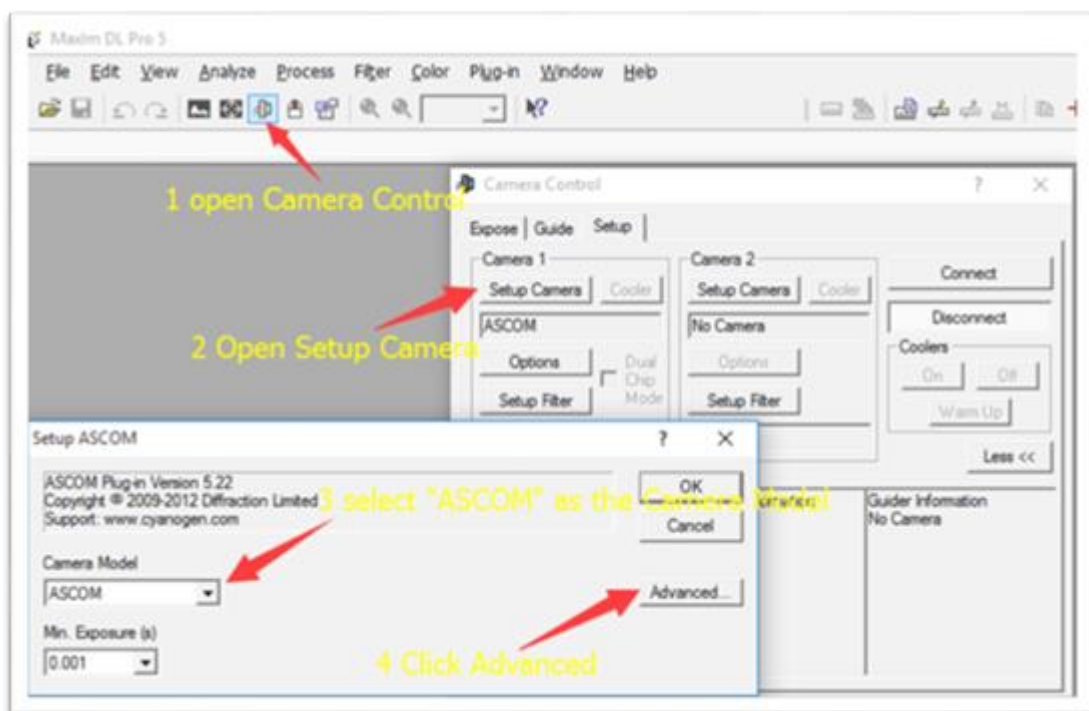 Maxim DL Pro 5
File Edit View Analyze Process Filter Color Plug-in Window Help
1 open Camera Control
Camera Control
Expose Guide Setup
Camera 1
Setup Camera Cooler
ASCOM
Options
Dual Chip Mode
Setup Filter
Camera 2
Setup Camera Cooler
No Camera
Options
Setup Filter
Connect
Disconnect
Coolers
On Off
Warm Up
Less <<
2 Open Setup Camera
Guider Information
No Camera
Setup ASCOM
ASCOM Plug-in Version 5.22
Copyright © 2009-2012 Diffraction Limited
Support: www.cyanogen.com
3 select "ASCOM" as the Camera Model
OK
Cancel
Camera Model
ASCOM
Advanced...
Min. Exposure (s)
0.001
4 Click Advanced